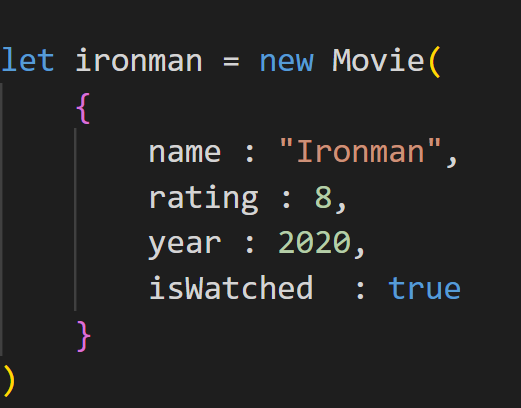 let ironman = new Movie(
    {
        name : "Ironman",
        rating : 8,
        year : 2020,
        isWatched  : true
    }
)